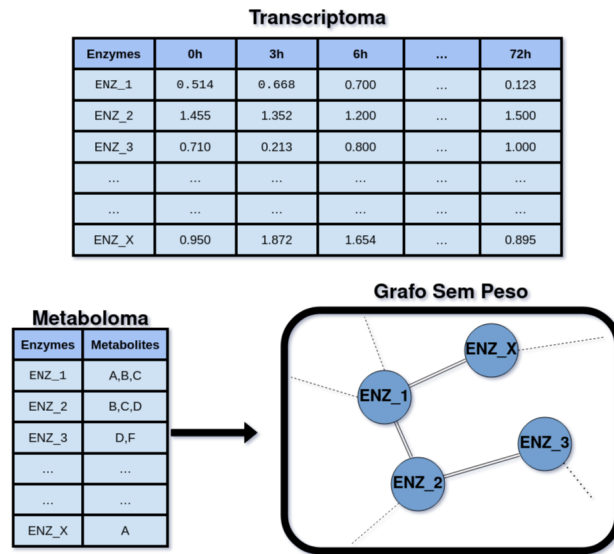 Transcriptoma
Enzymes 0h 3h 6h ... 72h
ENZ_1 0.514 0.668 0.700 ... 0.123
ENZ_2 1.455 1.352 1.200 ... 1.500
ENZ_3 0.710 0.213 0.800 ... 1.000
... ... ... ... ... ...
... ... ... ... ... ...
ENZ_X 0.950 1.872 1.654 ... 0.895
Metaboloma
Enzymes Metabolites
ENZ_1 A,B,C
ENZ_2 B,C,D
ENZ_3 D,F
... ...
... ...
ENZ_X A
Grafo Sem Peso
ENZ_X
ENZ_1
ENZ_3
ENZ_2